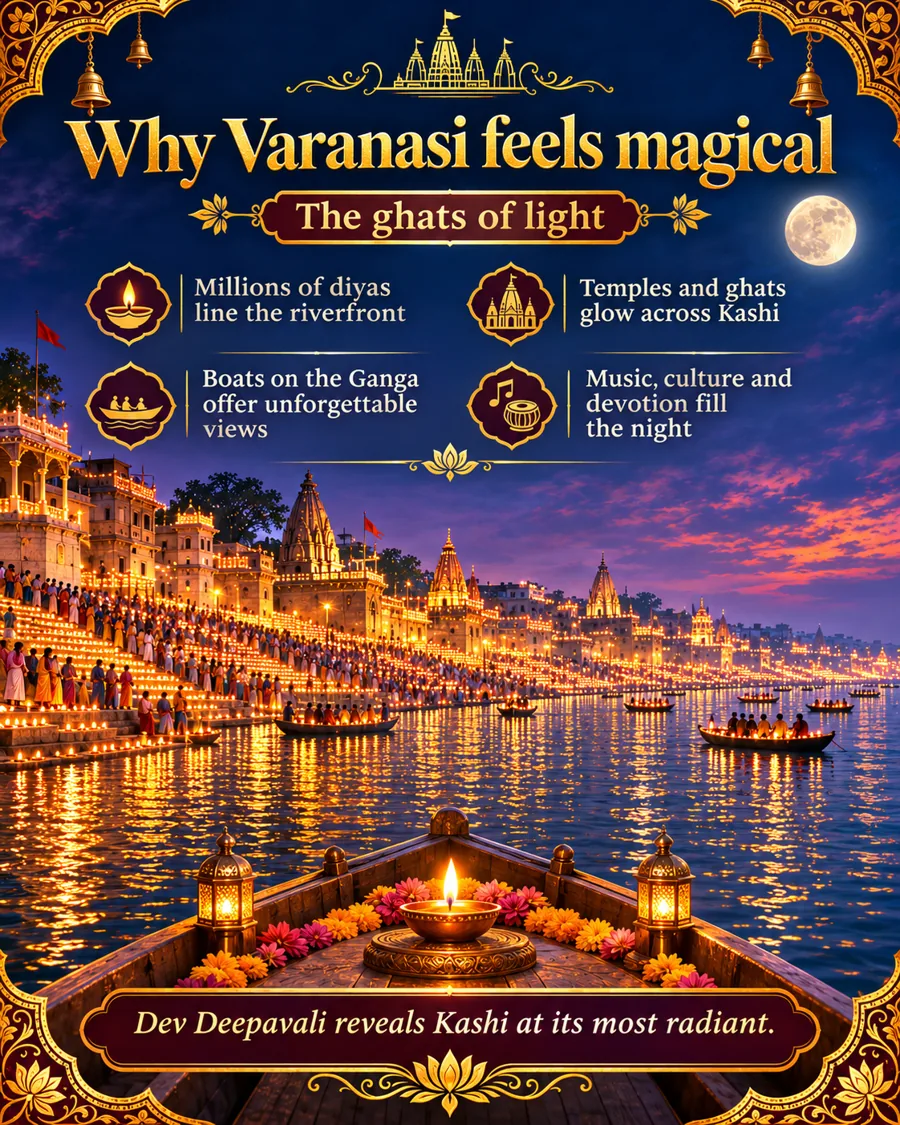 Why Varanasi feels magical
The ghats of light
Millions of diyas
line the riverfront
Temples and ghats
glow across Kashi
Boats on the Ganga
offer unforgettable
views
Music, culture and
devotion fill
the night
Dev Deepavali reveals Kashi at its most radiant.